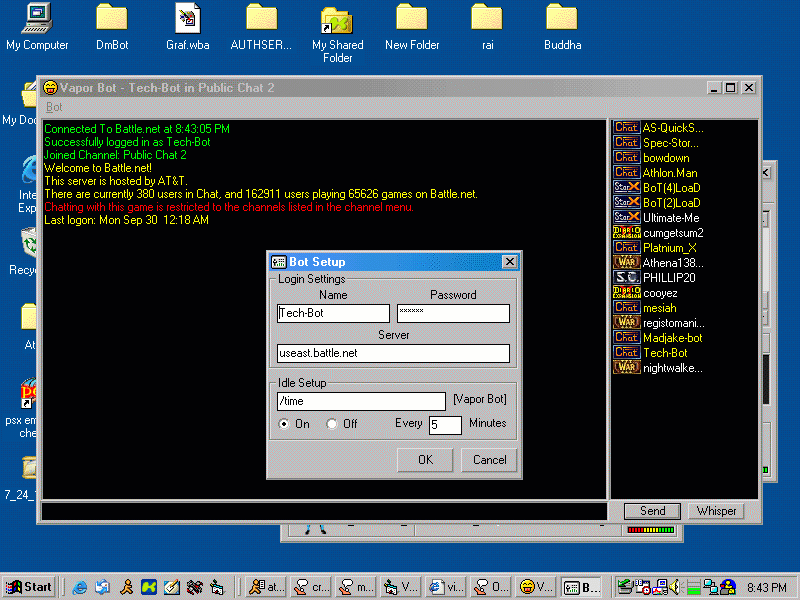 My Computer
DmBot
Graf.wba
AUTHSER...
My Shared
Folder
New Folder
rai
Buddha
Vapor Bot - Tech-Bot in Public Chat 2
Bot
Connected To Battle.net at 8:43:05 PM
Successfully logged in as Tech-Bot
Joined Channel: Public Chat 2
Welcome to Battle.net!
This server is hosted by AT&T.
There are currently 380 users in Chat, and 162911 users playing 65626 games on Battle.net.
Chatting with this game is restricted to the channels listed in the channel menu.
Last logon: Mon Sep 30 12:18 AM
Chat AS-QuickS...
Chat Spec-Stor...
Chat bowdown
Chat Athlon.Man
StarX BoT(4)LoaD
StarX BoT(2)LoaD
StarX Ultimate-Me
DIABLO EXPANSION cumgetsum2
Chat Platnium_X
WAR Athena138...
S.C. PHILLIP20
DIABLO EXPANSION cooyez
Chat mesiah
WAR registomani...
Chat Madjake-bot
Chat Tech-Bot
WAR nightwalke...
My Doc
Inte
Exp
Recyc
At
psx em
che
7_24_
Bot Setup
Login Settings
Name
Password
Tech-Bot
××××××
Server
useast.battle.net
Idle Setup
/time
[Vapor Bot]
On
Off
Every
5
Minutes
OK
Cancel
Send
Whisper
Start
at...
cr...
m...
V...
vi...
O...
V...
B...
8:43 PM